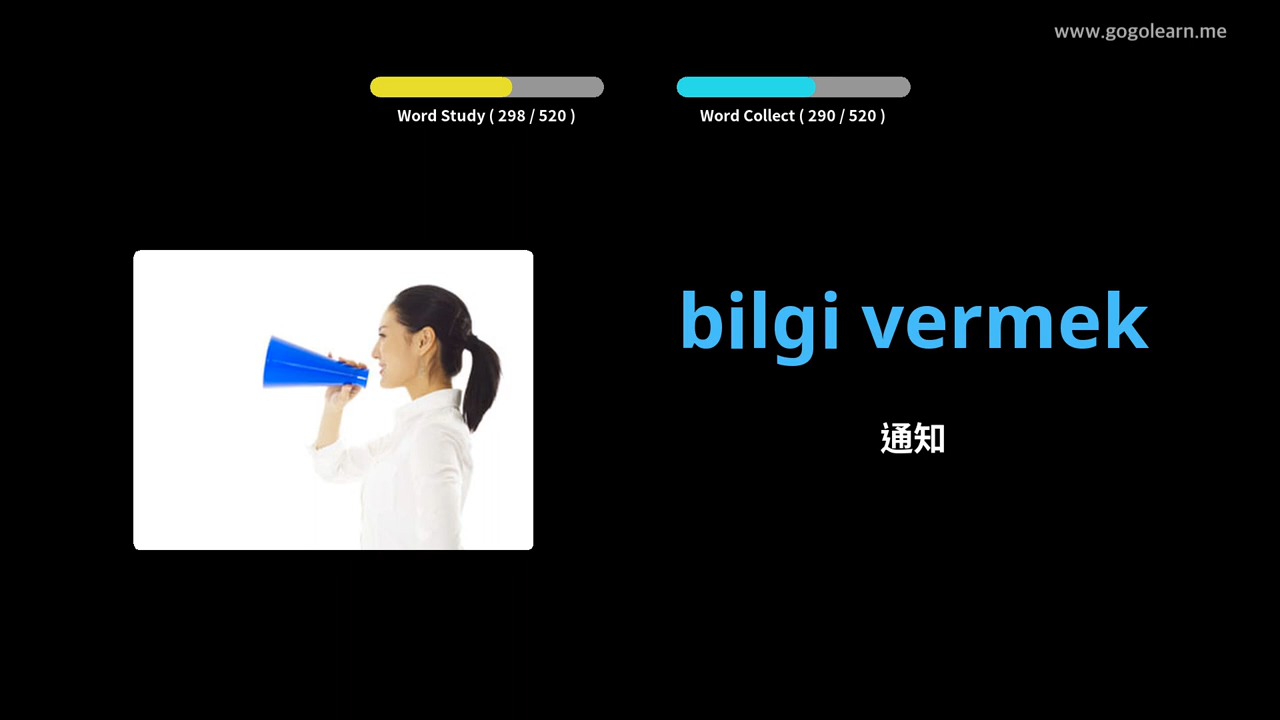 www.gogolearn.me
Word Study ( 298 / 520 )
Word Collect ( 290 / 520 )
bilgi vermek
通知